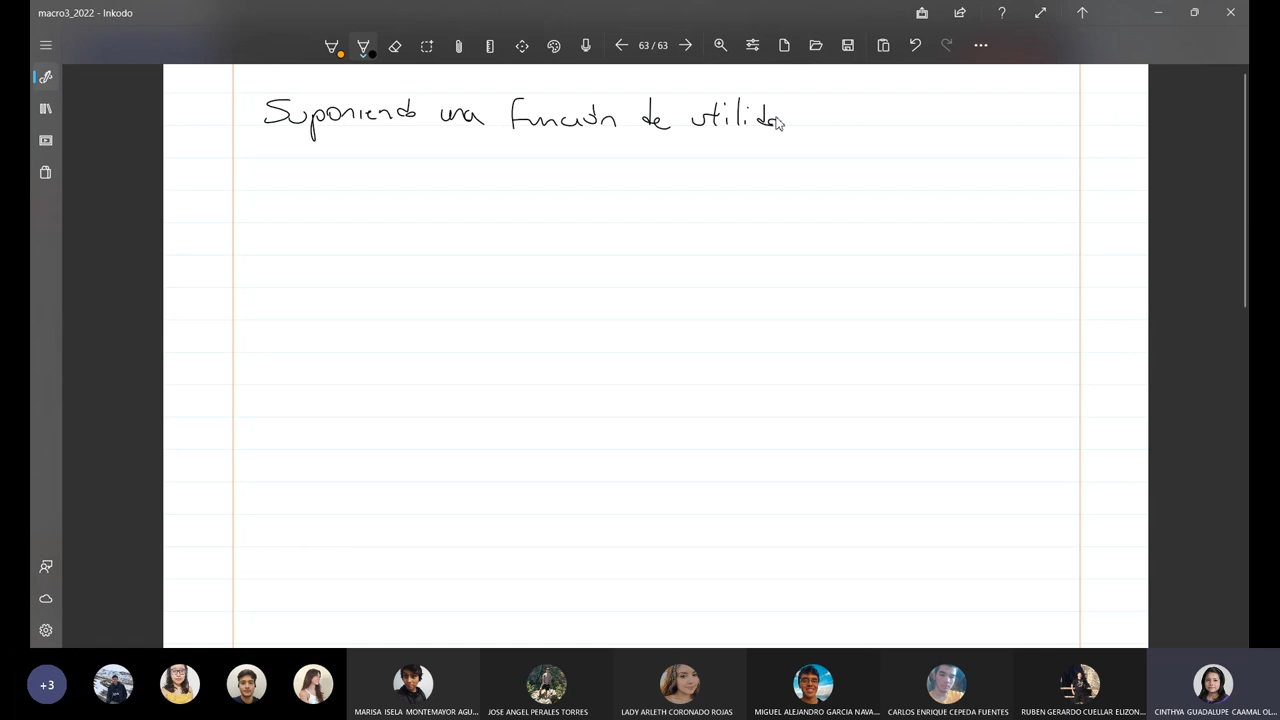 macro3_2022 - Inkodo
63 / 63
Suponiendo una función de utilida
+3
MARISA ISELA MONTEMAYOR AGU...
JOSE ANGEL PERALES TORRES
LADY ARLETH CORONADO ROJAS
MIGUEL ALEJANDRO GARCIA NAVA...
CARLOS ENRIQUE CEPEDA FUENTES
RUBEN GERARDO CUELLAR ELIZON...
CINTHYA GUADALUPE CAAMAL OL...